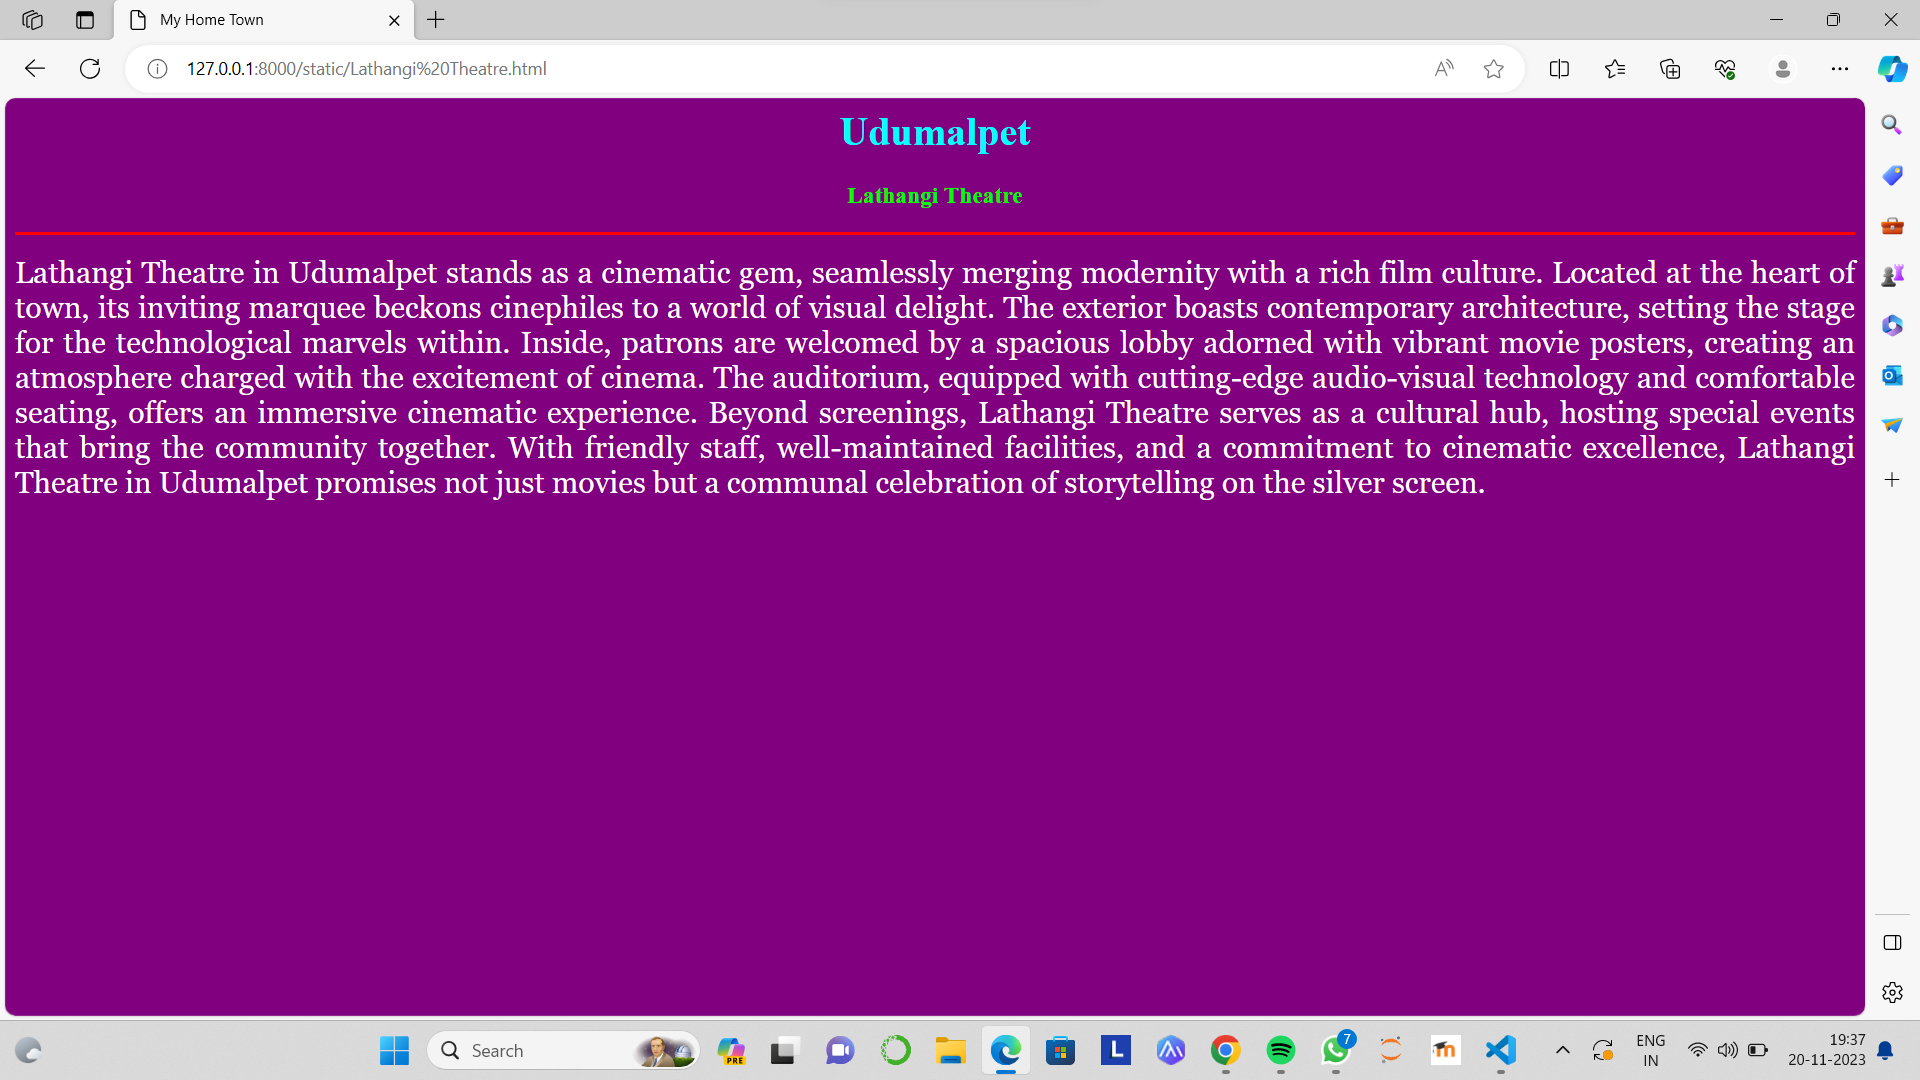 My Home Town
127.0.0.1:8000/static/Lathangi%20Theatre.html
Udumalpet
Lathangi Theatre
Lathangi Theatre in Udumalpet stands as a cinematic gem, seamlessly merging modernity with a rich film culture. Located at the heart of
town, its inviting marquee beckons cinephiles to a world of visual delight. The exterior boasts contemporary architecture, setting the stage
for the technological marvels within. Inside, patrons are welcomed by a spacious lobby adorned with vibrant movie posters, creating an
atmosphere charged with the excitement of cinema. The auditorium, equipped with cutting-edge audio-visual technology and comfortable
seating, offers an immersive cinematic experience. Beyond screenings, Lathangi Theatre serves as a cultural hub, hosting special events
that bring the community together. With friendly staff, well-maintained facilities, and a commitment to cinematic excellence, Lathangi
Theatre in Udumalpet promises not just movies but a communal celebration of storytelling on the silver screen.
Search
PRE
L
7
m
ENG
IN
19:37
20-11-2023